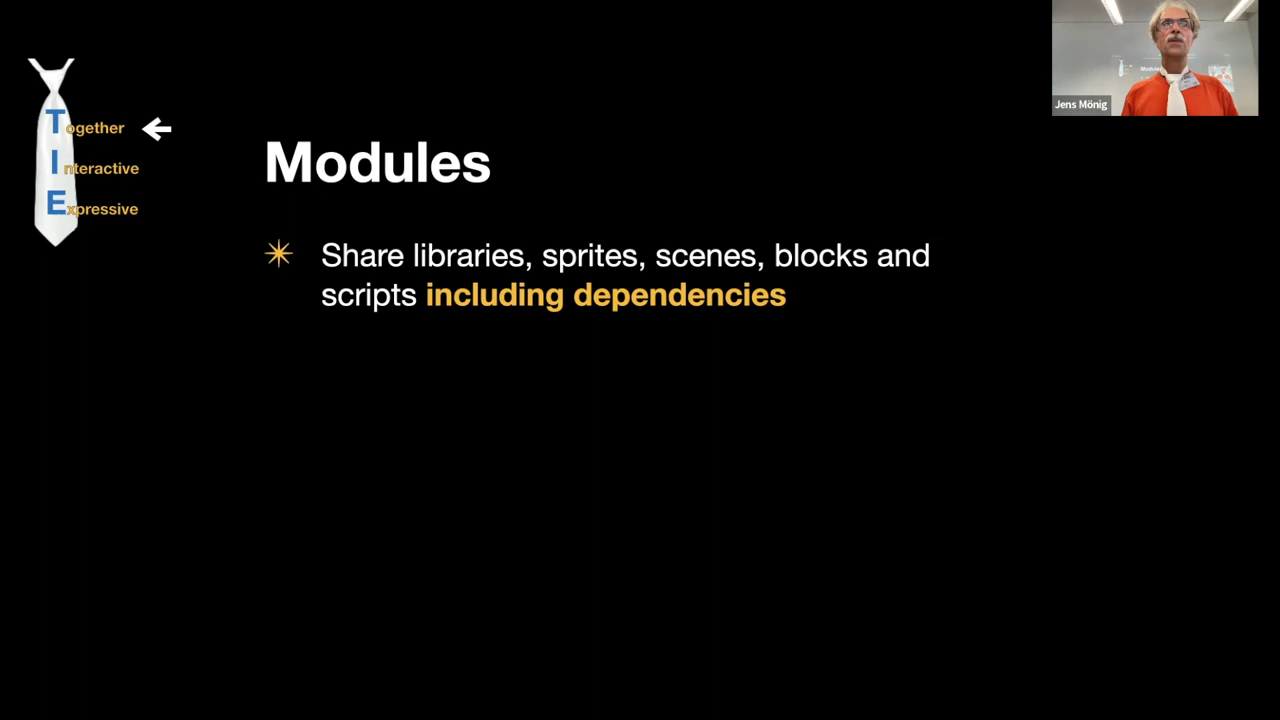 Together
Interactive
Expressive
Modules
Share libraries, sprites, scenes, blocks and
scripts including dependencies
Jens Mönig